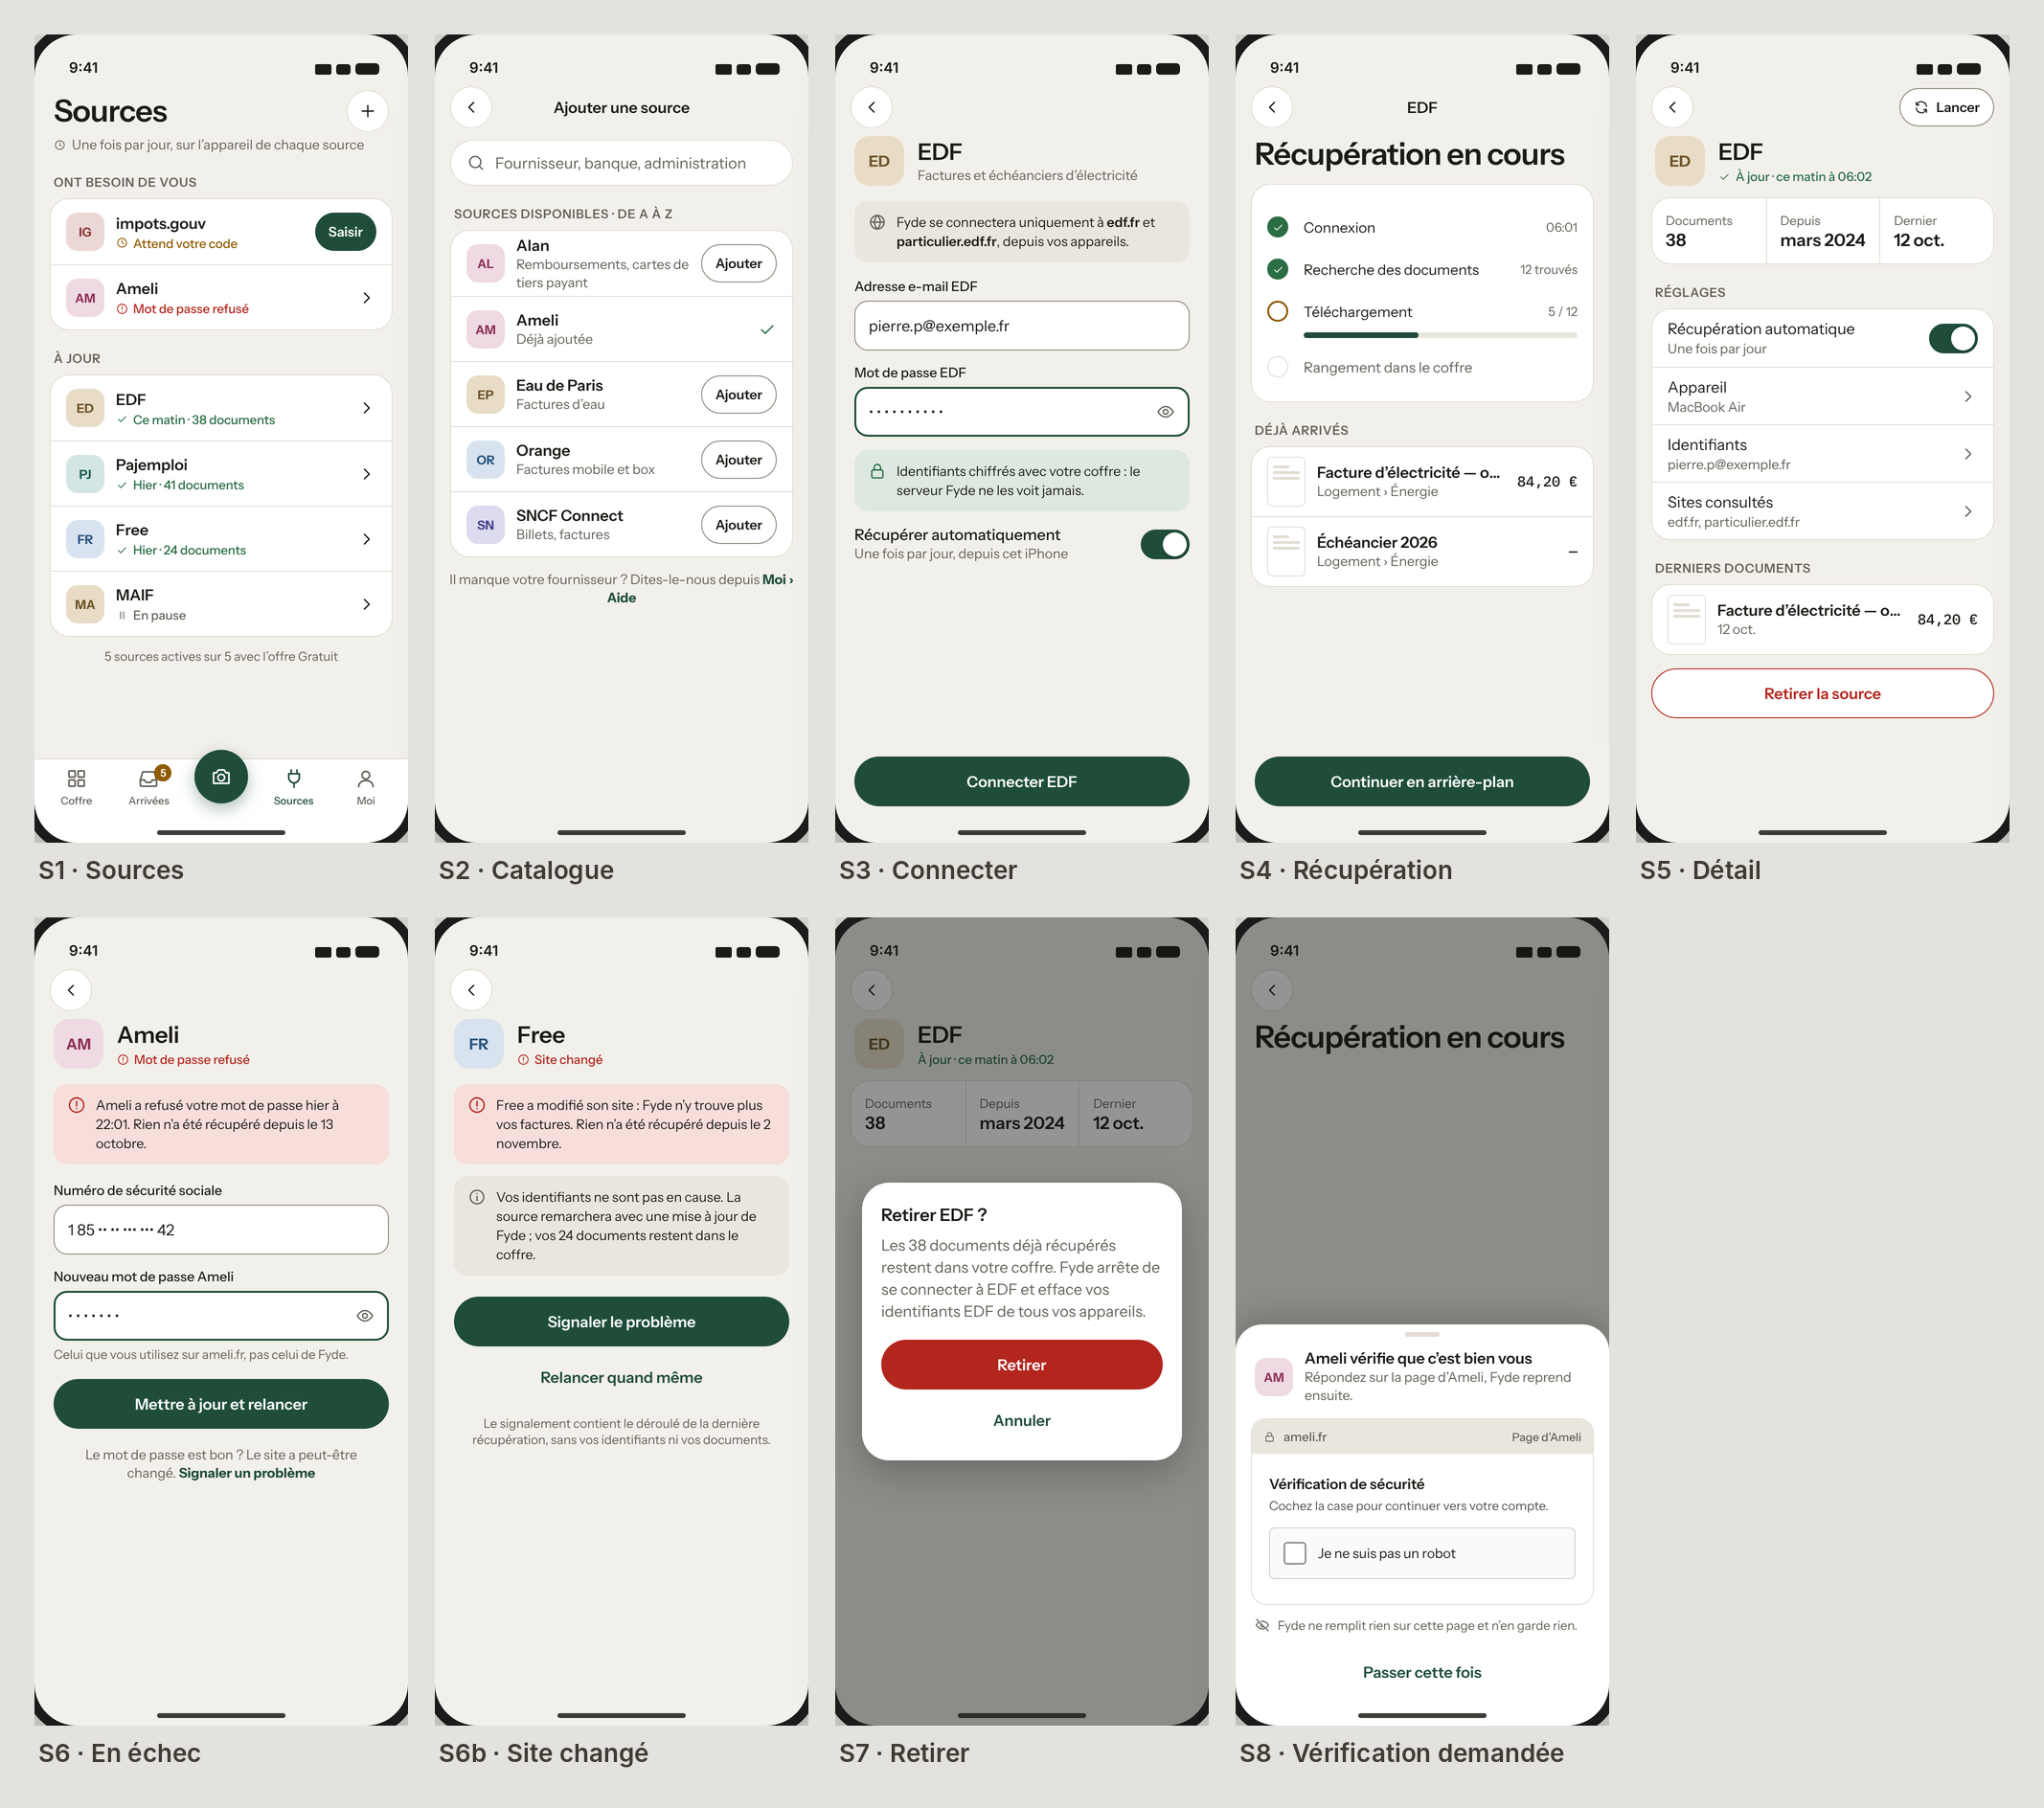 9:41
Sources
Une fois par jour, sur l’appareil de chaque source
ONT BESOIN DE VOUS
IG
impots.gouv
Attend votre code
Saisir
AM
Ameli
Mot de passe refusé
À JOUR
ED
EDF
Ce matin · 38 documents
PJ
Pajemploi
Hier · 41 documents
FR
Free
Hier · 24 documents
MA
MAIF
En pause
5 sources actives sur 5 avec l’offre Gratuit
Coffre
5
Arrivées
Sources
Moi
S1 · Sources
9:41
Ajouter une source
Fournisseur, banque, administration
SOURCES DISPONIBLES · DE A À Z
AL
Alan
Remboursements, cartes de
tiers payant
Ajouter
AM
Ameli
Déjà ajoutée
EP
Eau de Paris
Factures d’eau
Ajouter
OR
Orange
Factures mobile et box
Ajouter
SN
SNCF Connect
Billets, factures
Ajouter
Il manque votre fournisseur ? Dites-le-nous depuis Moi ›
Aide
S2 · Catalogue
9:41
ED
EDF
Factures et échéanciers d’électricité
Fyde se connectera uniquement à edf.fr et
particulier.edf.fr, depuis vos appareils.
Adresse e-mail EDF
pierre.p@exemple.fr
Mot de passe EDF
··········
Identifiants chiffrés avec votre coffre : le
serveur Fyde ne les voit jamais.
Récupérer automatiquement
Une fois par jour, depuis cet iPhone
Connecter EDF
S3 · Connecter
9:41
EDF
Récupération en cours
Connexion
06:01
Recherche des documents
12 trouvés
Téléchargement
5 / 12
Rangement dans le coffre
DÉJÀ ARRIVÉS
Facture d’électricité — o…
84,20 €
Logement › Énergie
Échéancier 2026
Logement › Énergie
–
Continuer en arrière-plan
S4 · Récupération
9:41
Lancer
ED
EDF
À jour · ce matin à 06:02
Documents
38
Depuis
mars 2024
Dernier
12 oct.
RÉGLAGES
Récupération automatique
Une fois par jour
Appareil
MacBook Air
Identifiants
pierre.p@exemple.fr
Sites consultés
edf.fr, particulier.edf.fr
DERNIERS DOCUMENTS
Facture d’électricité — o…
84,20 €
12 oct.
Retirer la source
S5 · Détail
9:41
AM
Ameli
Mot de passe refusé
Ameli a refusé votre mot de passe hier à
22:01. Rien n’a été récupéré depuis le 13
octobre.
Numéro de sécurité sociale
1 85 •• •• ••• ••• 42
Nouveau mot de passe Ameli
·······
Celui que vous utilisez sur ameli.fr, pas celui de Fyde.
Mettre à jour et relancer
Le mot de passe est bon ? Le site a peut-être
changé. Signaler un problème
S6 · En échec
9:41
FR
Free
Site changé
Free a modifié son site : Fyde n’y trouve plus
vos factures. Rien n’a été récupéré depuis le 2
novembre.
Vos identifiants ne sont pas en cause. La
source remarchera avec une mise à jour de
Fyde ; vos 24 documents restent dans le
coffre.
Signaler le problème
Relancer quand même
Le signalement contient le déroulé de la dernière
récupération, sans vos identifiants ni vos documents.
S6b · Site changé
9:41
ED
EDF
À jour · ce matin à 06:02
Documents
38
Depuis
mars 2024
Dernier
12 oct.
Retirer EDF ?
Les 38 documents déjà récupérés
restent dans votre coffre. Fyde arrête de
se connecter à EDF et efface vos
identifiants EDF de tous vos appareils.
Retirer
Annuler
S7 · Retirer
9:41
Récupération en cours
AM
Ameli vérifie que c’est bien vous
Répondez sur la page d’Ameli, Fyde reprend
ensuite.
ameli.fr
Page d’Ameli
Vérification de sécurité
Cochez la case pour continuer vers votre compte.
Je ne suis pas un robot
Fyde ne remplit rien sur cette page et n’en garde rien.
Passer cette fois
S8 · Vérification demandée